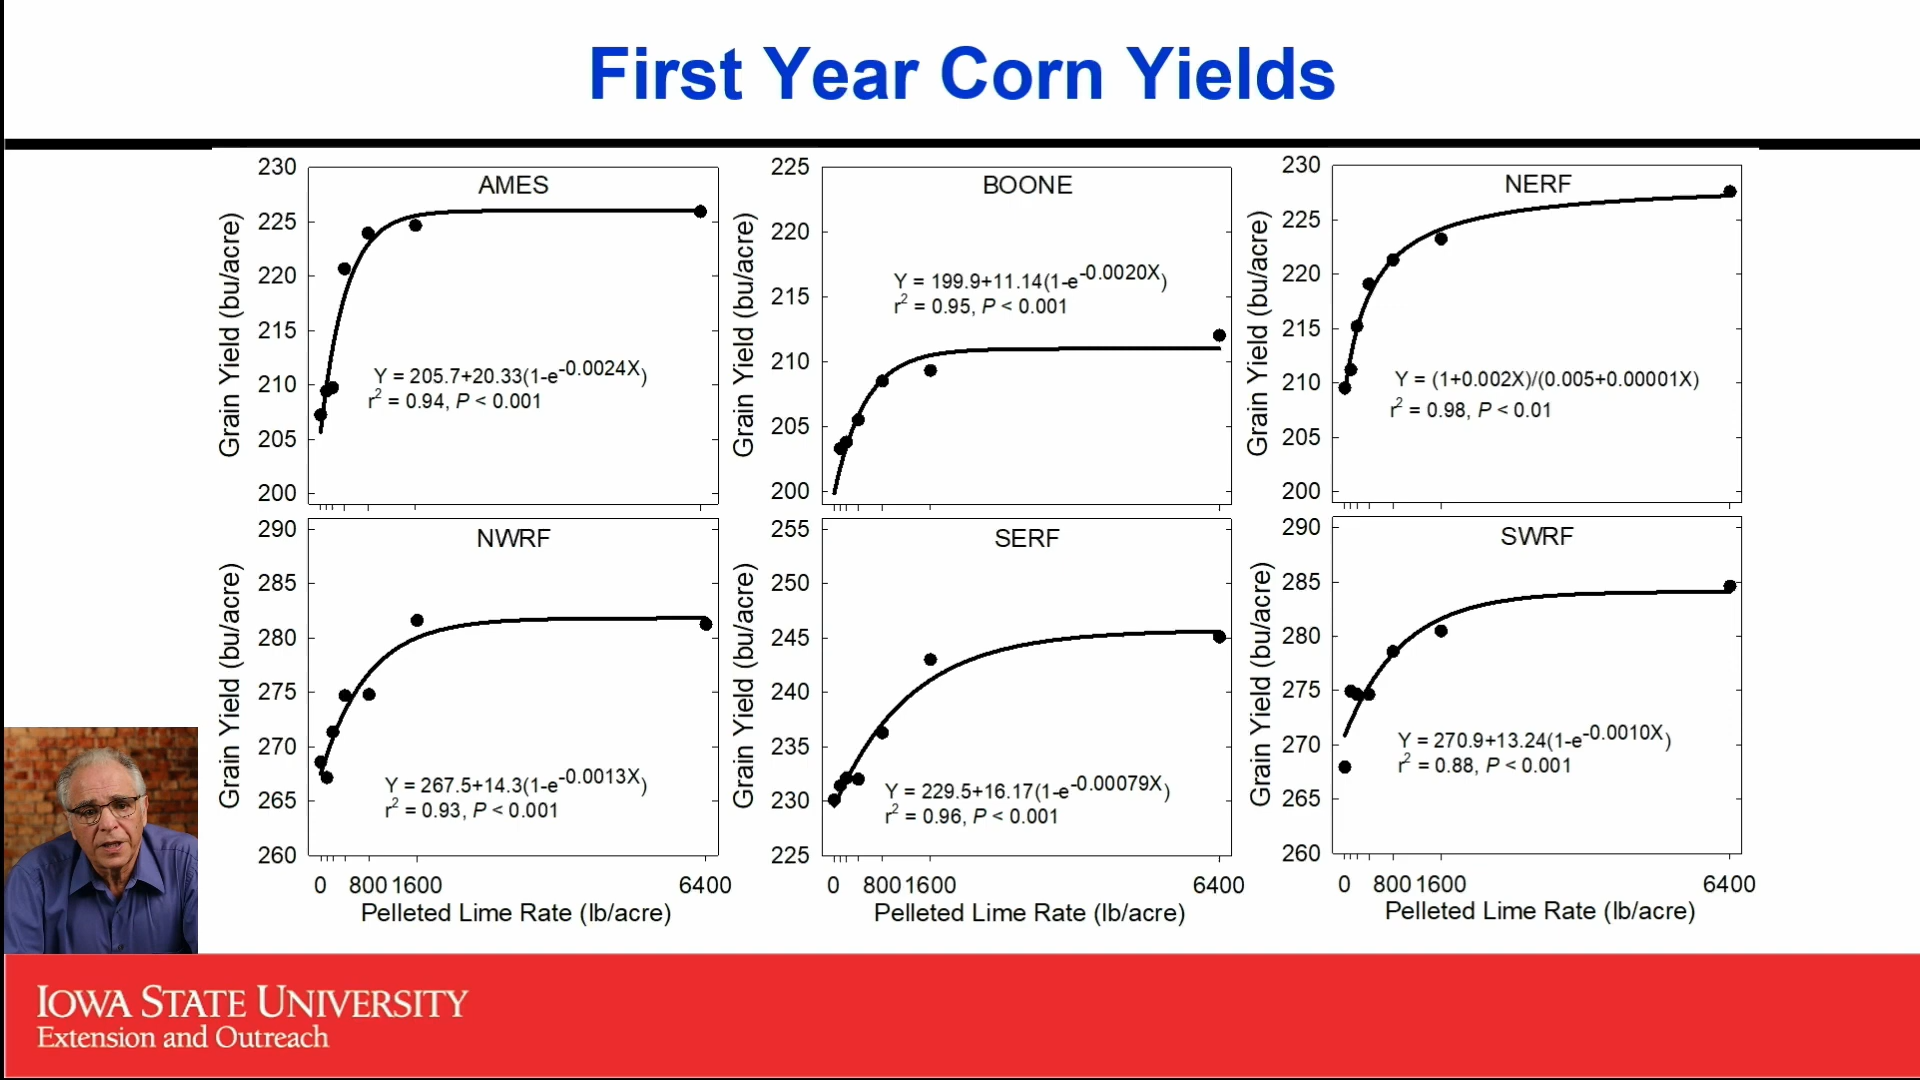 First Year Corn Yields
230
225
220
215
210
205
200
Grain Yield (bu/acre)
AMES
Y = 205.7+20.33(1-e^-0.0024X)
r² = 0.94, P < 0.001
225
220
215
210
205
200
Grain Yield (bu/acre)
BOONE
Y = 199.9+11.14(1-e^-0.0020X)
r² = 0.95, P < 0.001
230
225
220
215
210
205
200
Grain Yield (bu/acre)
NERF
Y = (1+0.002X)/(0.005+0.00001X)
r² = 0.98, P < 0.01
290
285
280
275
270
265
260
Grain Yield (bu/acre)
NWRF
Y = 267.5+14.3(1-e^-0.0013X)
r² = 0.93, P < 0.001
0 800 1600 6400
Pelleted Lime Rate (lb/acre)
255
250
245
240
235
230
225
Grain Yield (bu/acre)
SERF
Y = 229.5+16.17(1-e^-0.00079X)
r² = 0.96, P < 0.001
0 800 1600 6400
Pelleted Lime Rate (lb/acre)
290
285
280
275
270
265
260
Grain Yield (bu/acre)
SWRF
Y = 270.9+13.24(1-e^-0.0010X)
r² = 0.88, P < 0.001
0 800 1600 6400
Pelleted Lime Rate (lb/acre)
IOWA STATE UNIVERSITY
Extension and Outreach